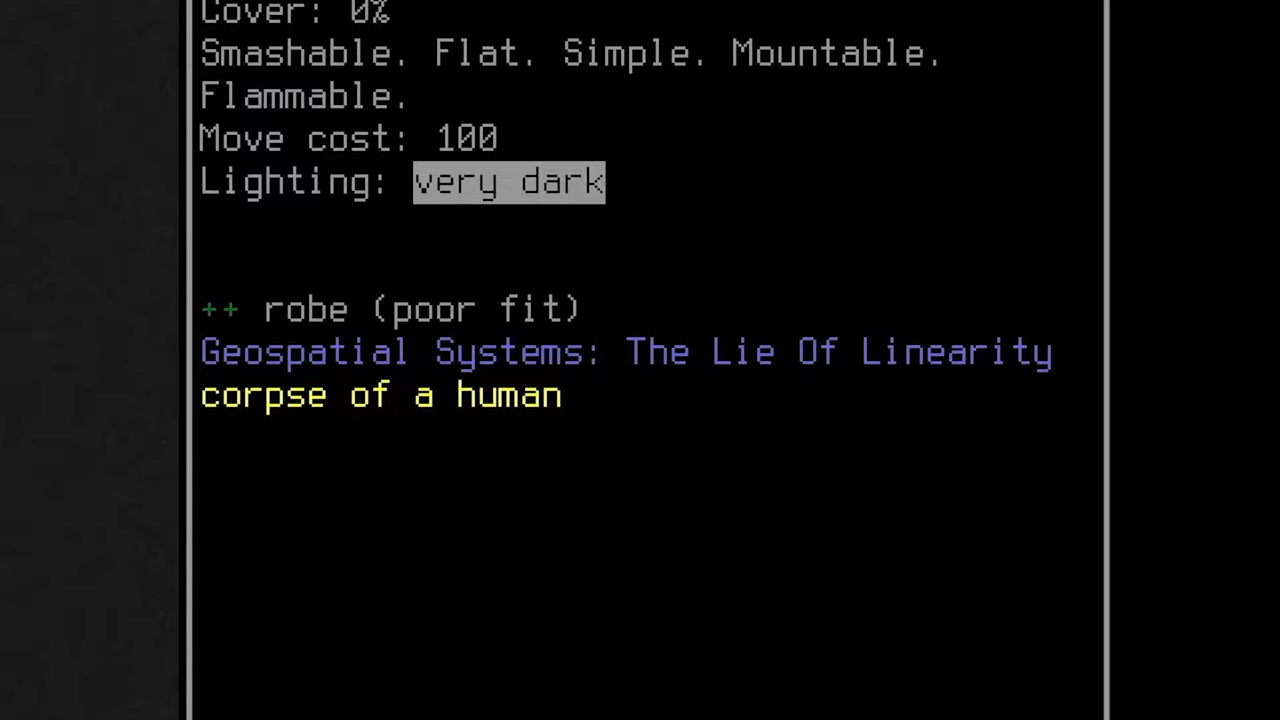 Cover: 0%
Smashable. Flat. Simple. Mountable.
Flammable.
Move cost: 100
Lighting: very dark
++ robe (poor fit)
Geospatial Systems: The Lie Of Linearity
corpse of a human